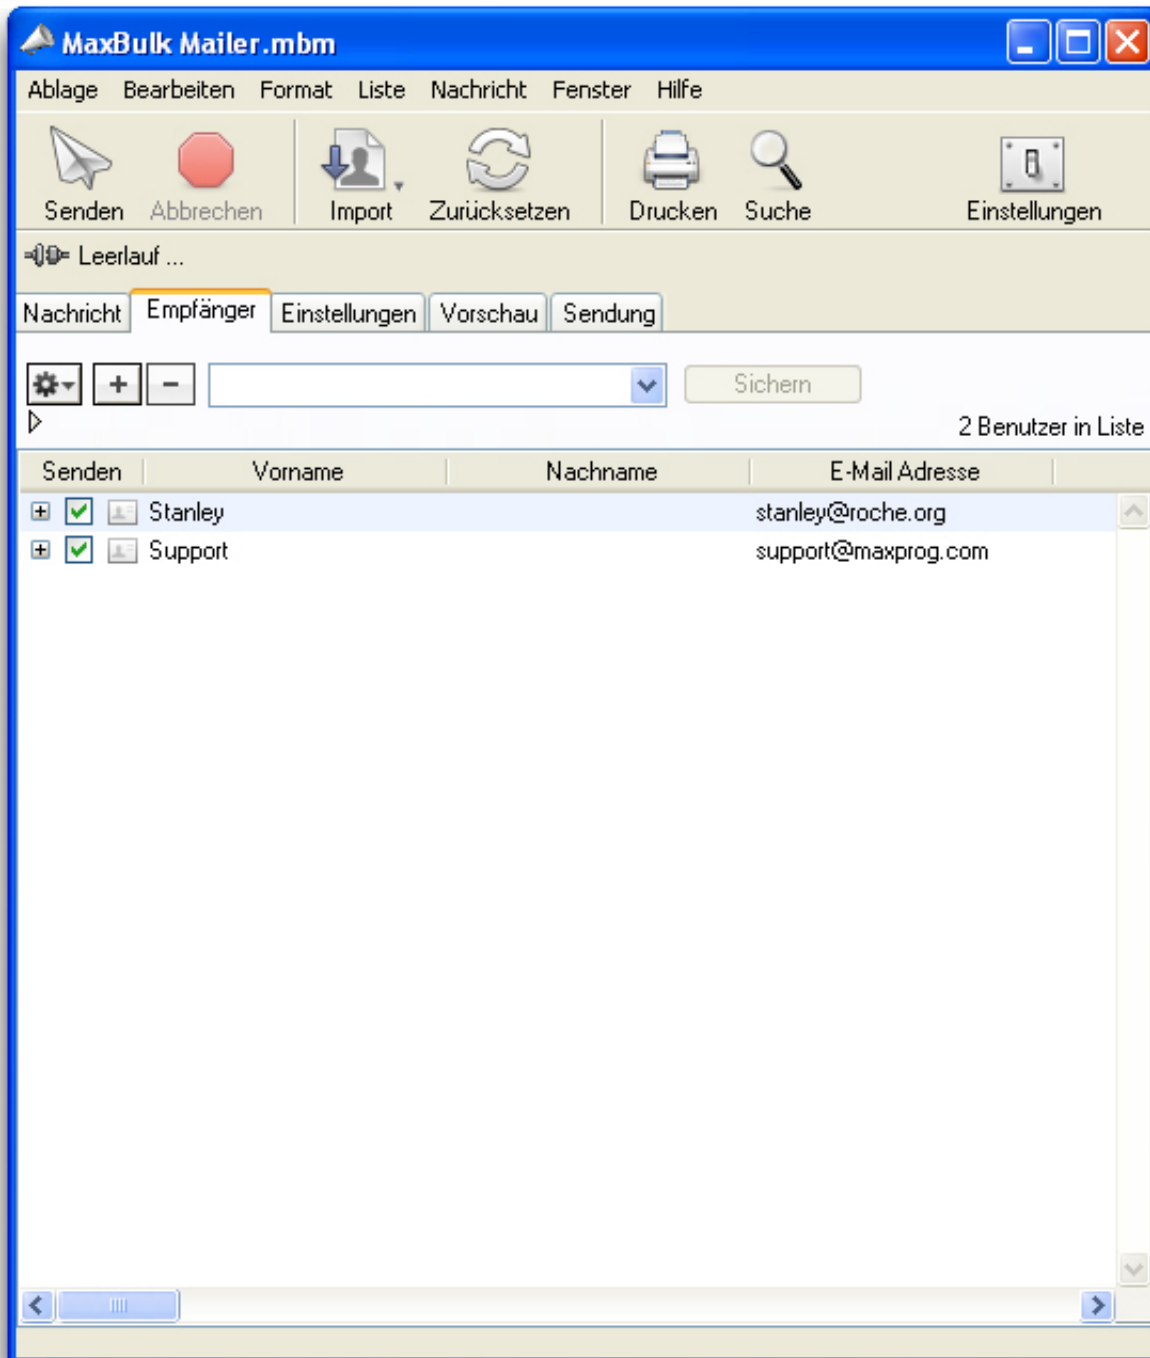 MaxBulk Mailer.mbm
Ablage Bearbeiten Format Liste Nachricht Fenster Hilfe
Senden Abbrechen Import Zurücksetzen Drucken Suche Einstellungen
Leerlauf ...
Nachricht Empfänger Einstellungen Vorschau Sendung
Sichern
2 Benutzer in Liste
Senden Vorname Nachname E-Mail Adresse
Stanley stanley@roche.org
Support support@maxprog.com